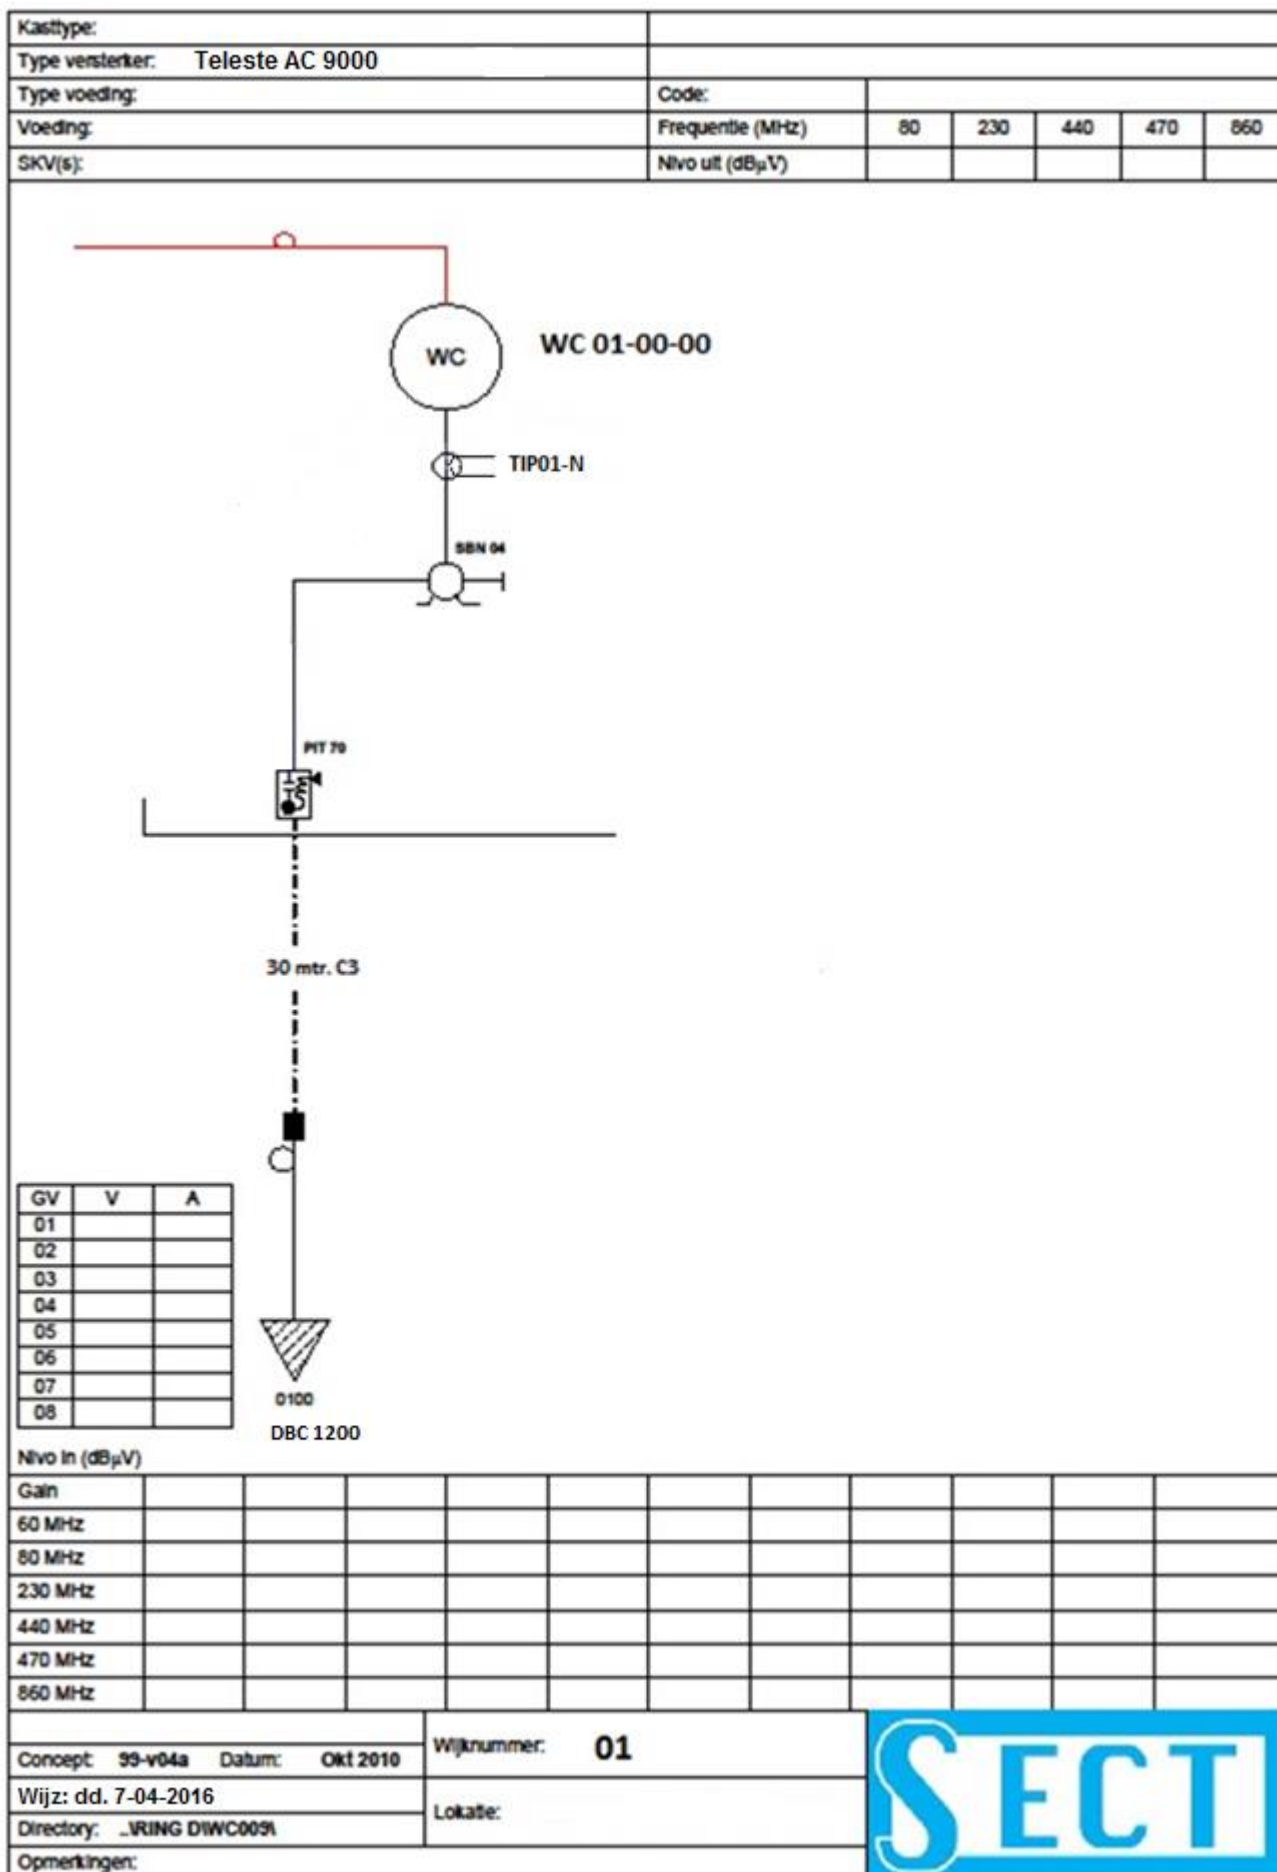 Kasttype:
Type versterker: Teleste AC 9000
Type voeding: Code:
Voeding: Frequentie (MHz) 80 230 440 470 860
SKV(s): Nivo uit (dBµV)
WC WC 01-00-00
TIP01-N
SBN 04
PIT 70
30 mtr. C3
GV V A
01
02
03
04
05
06
07
08
0100
DBC 1200
Nivo in (dBµV)
Gain
60 MHz
80 MHz
230 MHz
440 MHz
470 MHz
860 MHz
Concept: 99-v04a Datum: Okt 2010
Wijknummer: 01
Wijz: dd. 7-04-2016
Directory: ..\RING D\WC009\
Lokatie:
Opmerkingen:
SECT